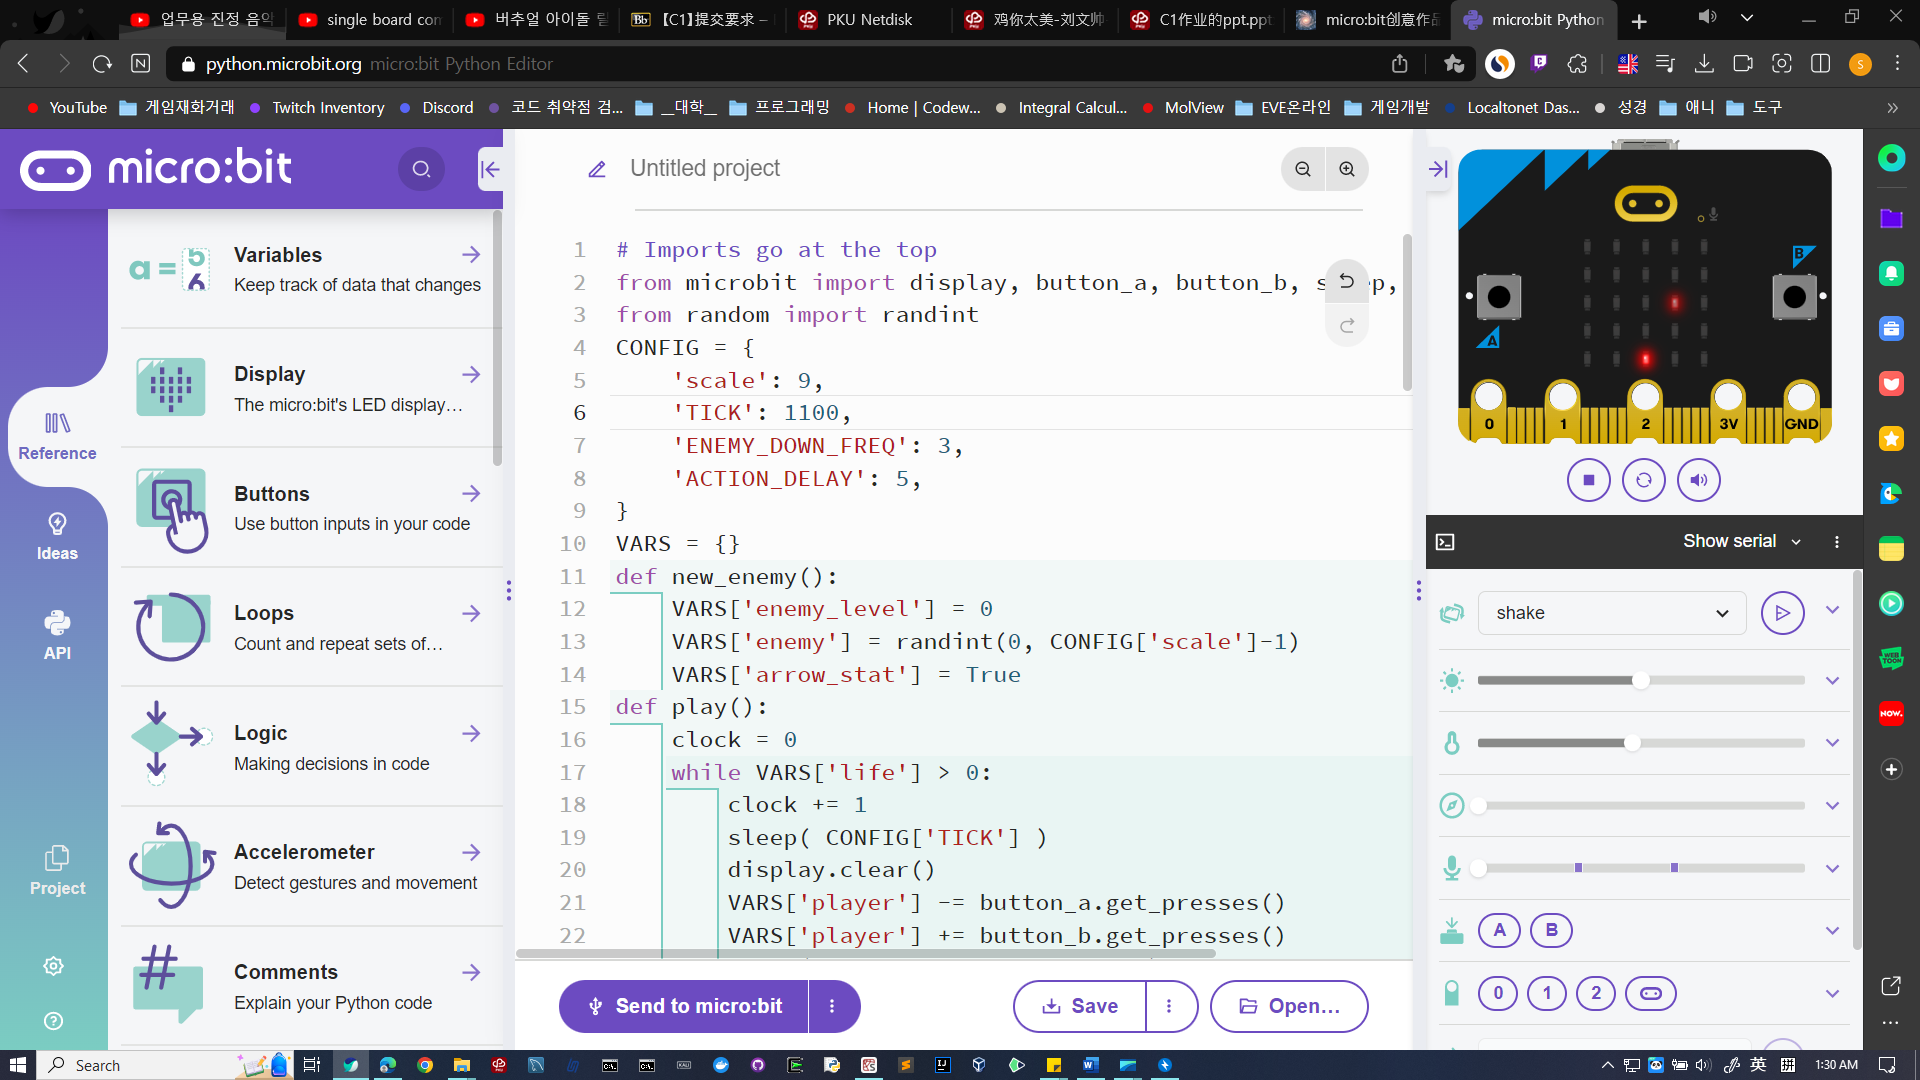 업무용 진정 음악
single board con
버추얼 아이돌
【C1】提交要求 –
PKU Netdisk
鸡你太美-刘文帅
C1作业的ppt.ppt
micro:bit创意作品
micro:bit Python
python.microbit.org micro:bit Python Editor
YouTube
게임재화거래
Twitch Inventory
Discord
코드 취약점 검...
__대학__
프로그래밍
Home | Codew...
Integral Calcul...
MolView
EVE온라인
게임개발
Localtonet Das...
성경
애니
도구
micro:bit
Reference
Ideas
API
Project
Variables
Keep track of data that changes
Display
The micro:bit's LED display…
Buttons
Use button inputs in your code
Loops
Count and repeat sets of…
Logic
Making decisions in code
Accelerometer
Detect gestures and movement
Comments
Explain your Python code
Untitled project
1 # Imports go at the top
2 from microbit import display, button_a, button_b, s
3 from random import randint
4 CONFIG = {
5 'scale': 9,
6 'TICK': 1100,
7 'ENEMY_DOWN_FREQ': 3,
8 'ACTION_DELAY': 5,
9 }
10 VARS = {}
11 def new_enemy():
12 VARS['enemy_level'] = 0
13 VARS['enemy'] = randint(0, CONFIG['scale']-1)
14 VARS['arrow_stat'] = True
15 def play():
16 clock = 0
17 while VARS['life'] > 0:
18 clock += 1
19 sleep( CONFIG['TICK'] )
20 display.clear()
21 VARS['player'] -= button_a.get_presses()
22 VARS['player'] += button_b.get_presses()
Send to micro:bit
Save
Open...
A
B
0 1 2 3V GND
Show serial
shake
A B
0 1 2
WEB TOON
NOW.
Search
英
1:30 AM